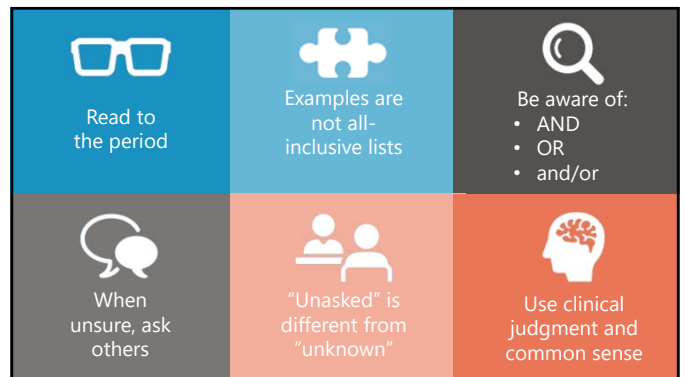 Read to
the period
Examples are
not all-
inclusive lists
Be aware of:
• AND
• OR
• and/or
When
unsure, ask
others
“Unasked” is
different from
“unknown”
Use clinical
judgment and
common sense